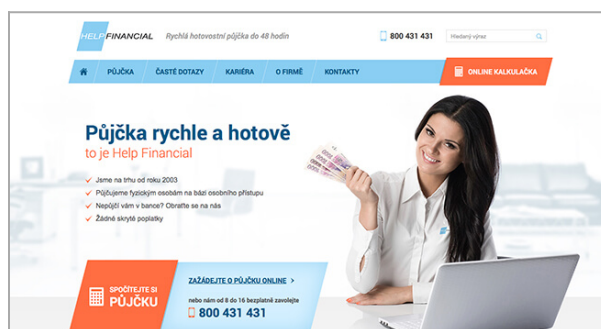 HELP FINANCIAL
Rychlá hotovostní půjčka do 48 hodin
800 431 431
Hledaný výraz
PŮJČKA
ČASTÉ DOTAZY
KARIÉRA
O FIRMĚ
KONTAKTY
ONLINE KALKULAČKA
Půjčka rychle a hotově
to je Help Financial
Jsme na trhu od roku 2003
Půjčujeme fyzickým osobám na bázi osobního přístupu
Nepůjčí vám v bance? Obraťte se na nás
Žádné skryté poplatky
SPOČÍTEJTE SI
PŮJČKU
ZAŽÁDEJTE O PŮJČKU ONLINE >
nebo nám od 8 do 16 bezplatně zavolejte
800 431 431